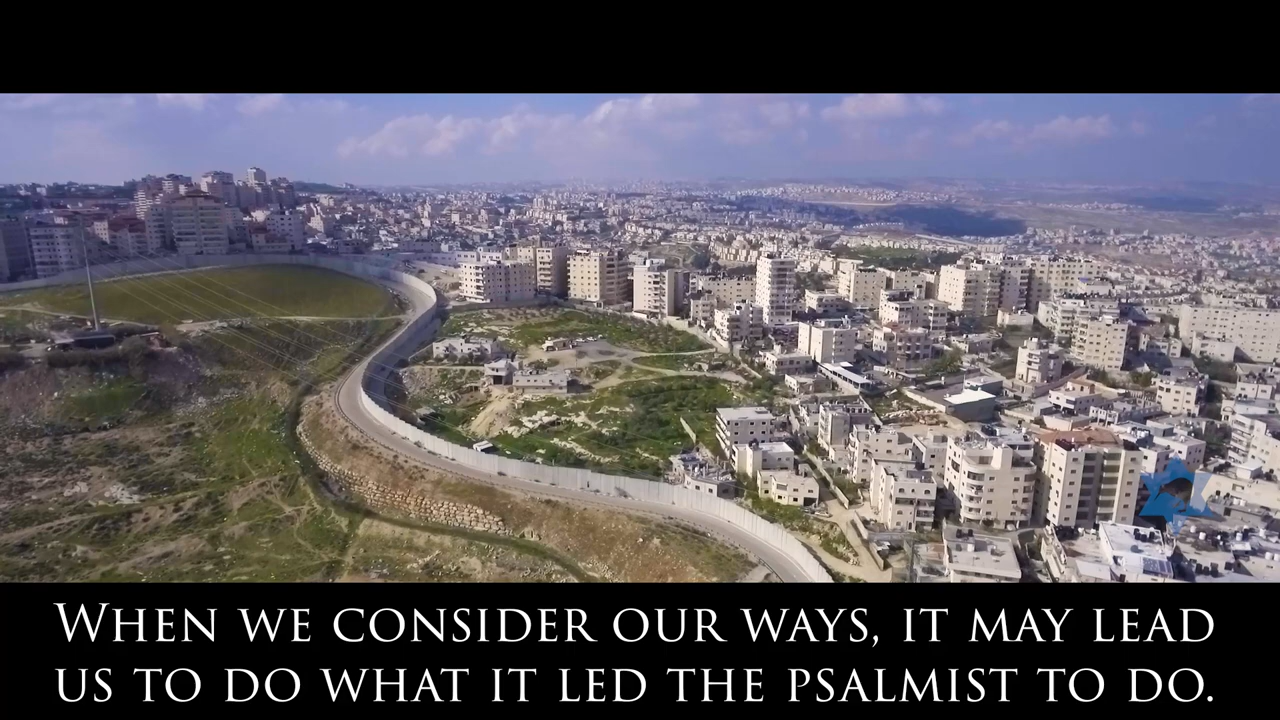 When we consider our ways, it may lead
us to do what it led the psalmist to do.